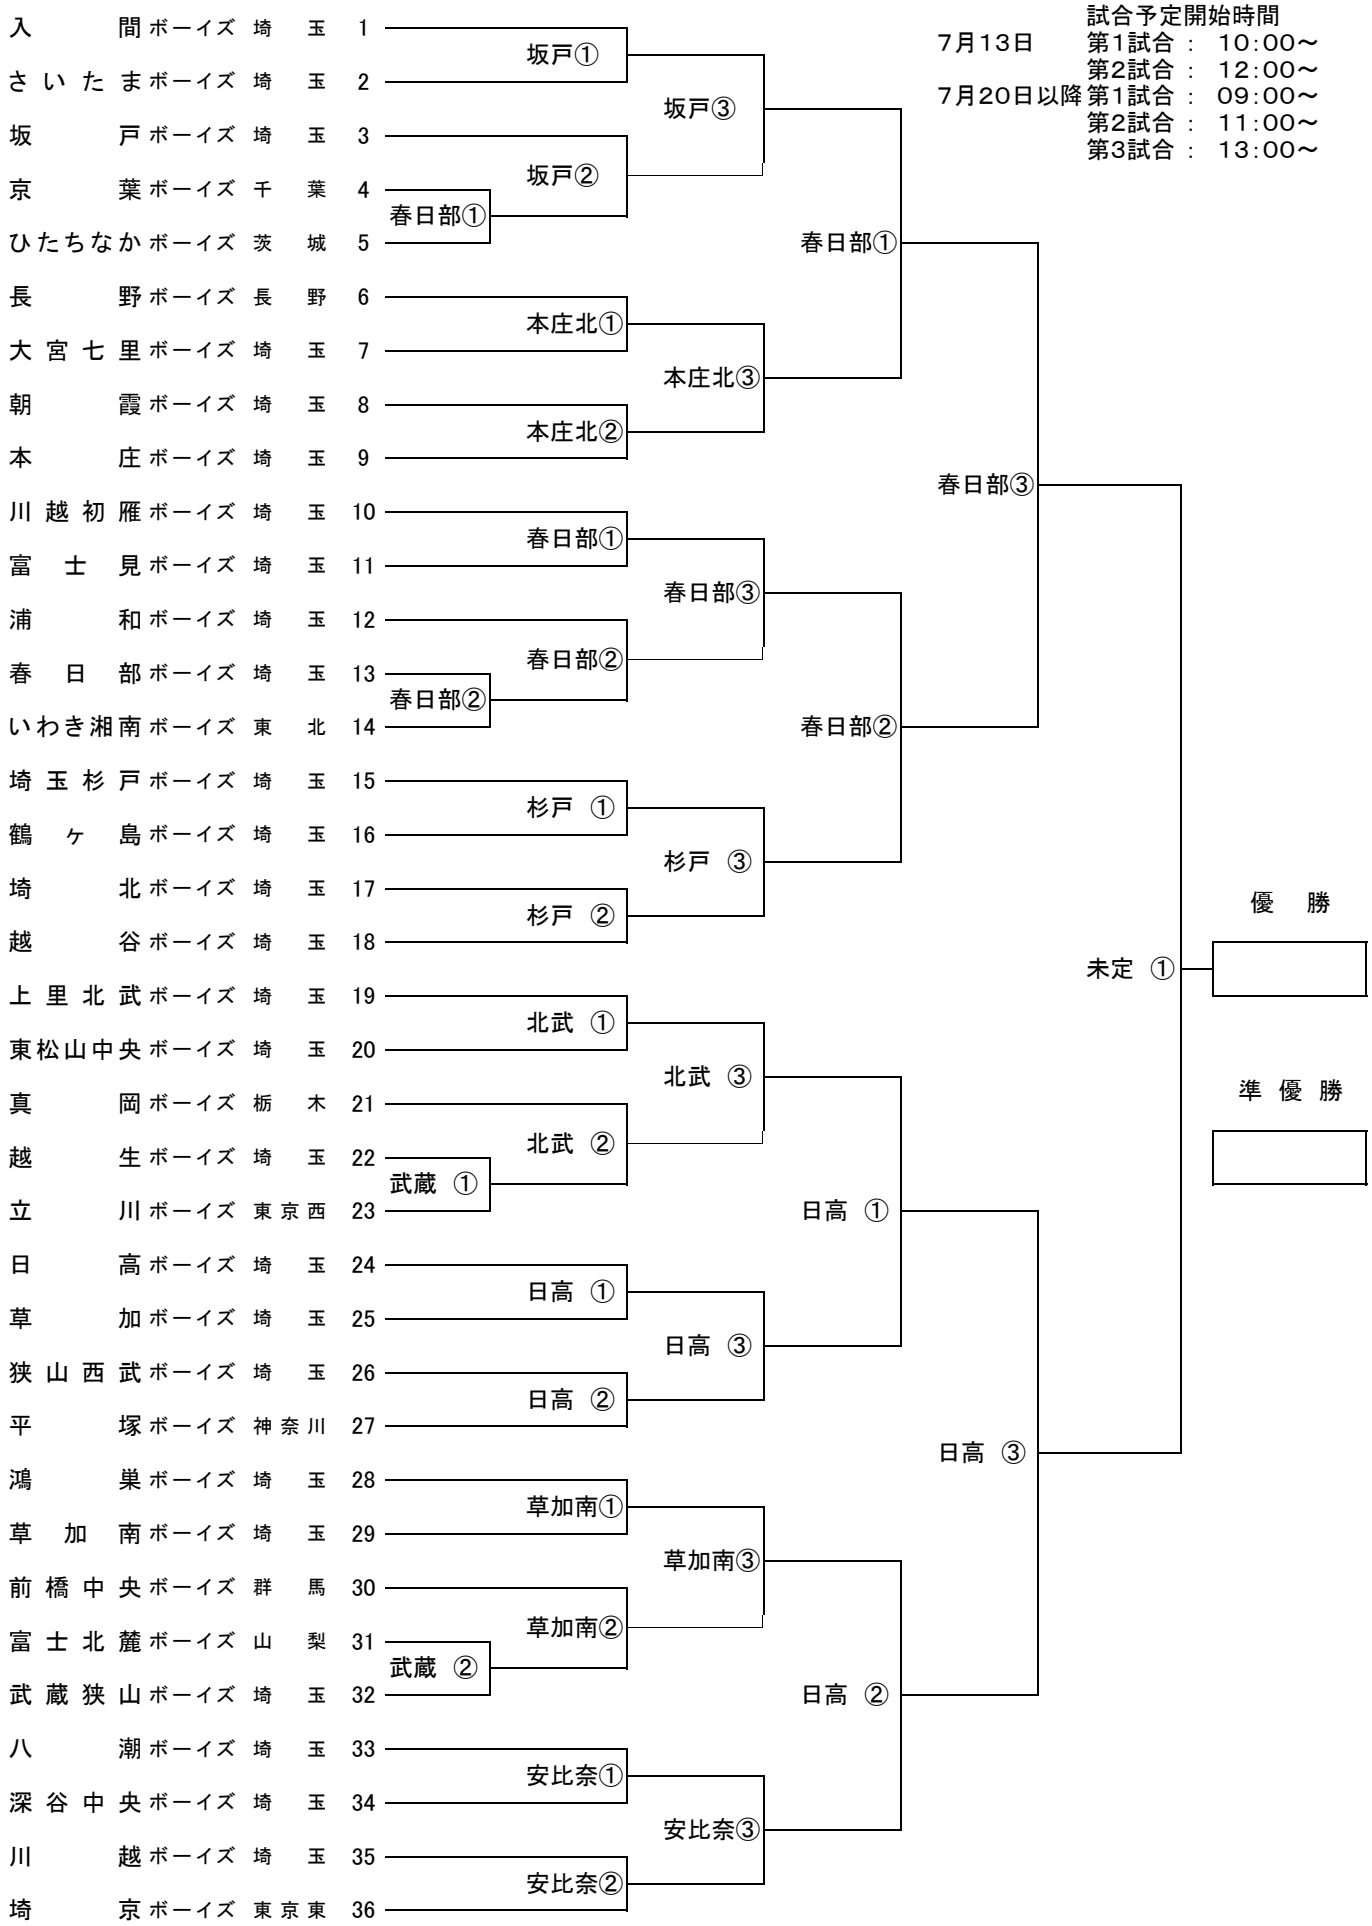 試合予定開始時間
7月13日 第1試合 : 10:00～
第2試合 : 12:00～
7月20日以降 第1試合 : 09:00～
第2試合 : 11:00～
第3試合 : 13:00～
入間ボーイズ 埼玉 1
坂戸①
さいたまボーイズ 埼玉 2
坂戸③
坂戸ボーイズ 埼玉 3
坂戸②
京葉ボーイズ 千葉 4
春日部①
ひたちなかボーイズ 茨城 5
春日部①
長野ボーイズ 長野 6
本庄北①
大宮七里ボーイズ 埼玉 7
本庄北③
朝霞ボーイズ 埼玉 8
本庄北②
本庄ボーイズ 埼玉 9
春日部③
川越初雁ボーイズ 埼玉 10
春日部①
富士見ボーイズ 埼玉 11
春日部③
浦和ボーイズ 埼玉 12
春日部②
春日部ボーイズ 埼玉 13
春日部②
いわき湘南ボーイズ 東北 14
春日部②
埼玉杉戸ボーイズ 埼玉 15
杉戸 ①
鶴ヶ島ボーイズ 埼玉 16
杉戸 ③
埼北ボーイズ 埼玉 17
優勝
杉戸 ②
越谷ボーイズ 埼玉 18
未定 ①
上里北武ボーイズ 埼玉 19
北武 ①
東松山中央ボーイズ 埼玉 20
北武 ③
準優勝
真岡ボーイズ 栃木 21
北武 ②
越生ボーイズ 埼玉 22
武蔵 ①
立川ボーイズ 東京西 23
日高 ①
日高ボーイズ 埼玉 24
日高 ①
草加ボーイズ 埼玉 25
日高 ③
狭山西武ボーイズ 埼玉 26
日高 ②
平塚ボーイズ 神奈川 27
日高 ③
鴻巣ボーイズ 埼玉 28
草加南①
草加南ボーイズ 埼玉 29
草加南③
前橋中央ボーイズ 群馬 30
草加南②
富士北麓ボーイズ 山梨 31
武蔵 ②
武蔵狭山ボーイズ 埼玉 32
日高 ②
八潮ボーイズ 埼玉 33
安比奈①
深谷中央ボーイズ 埼玉 34
安比奈③
川越ボーイズ 埼玉 35
安比奈②
埼京ボーイズ 東京東 36